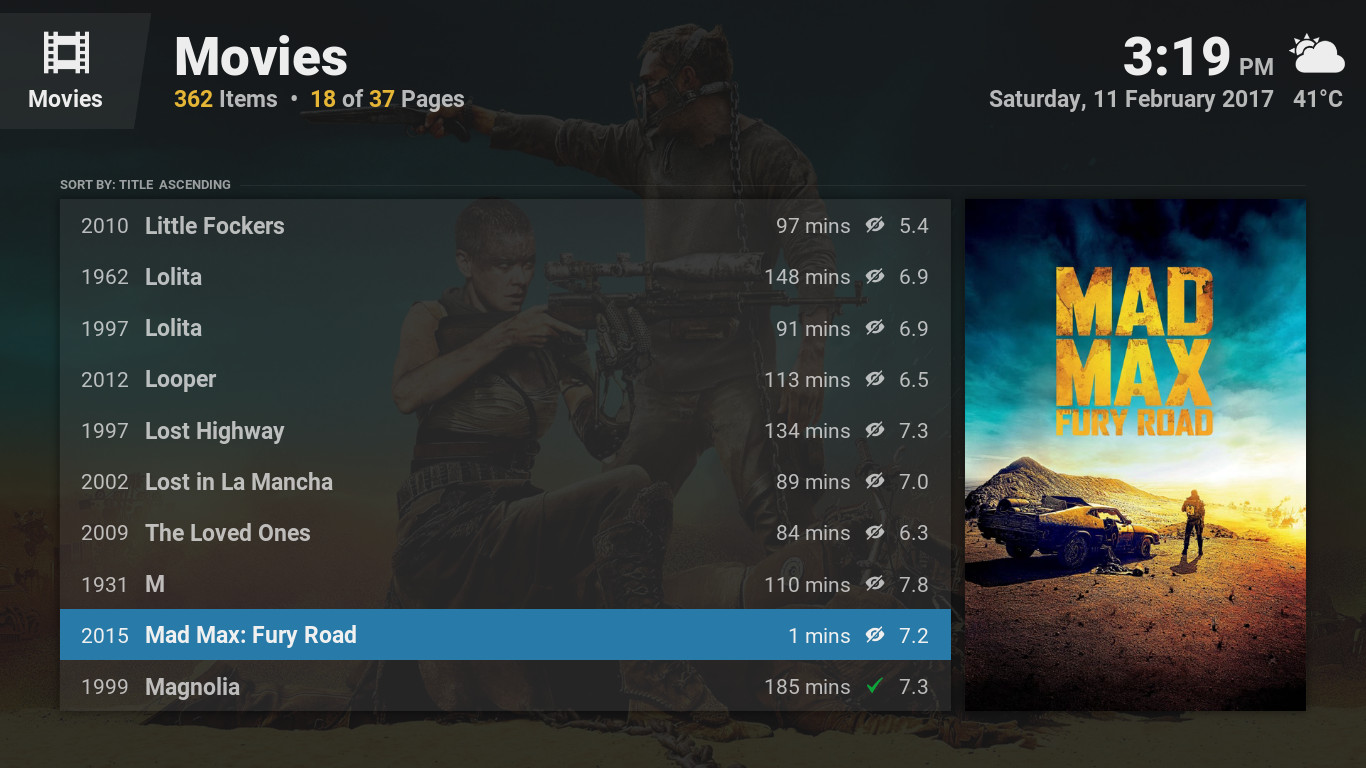 Movies
Movies
362 Items • 18 of 37 Pages
3:19 PM
Saturday, 11 February 2017 41°C
SORT BY: TITLE ASCENDING
2010 Little Fockers 97 mins 5.4
1962 Lolita 148 mins 6.9
1997 Lolita 91 mins 6.9
2012 Looper 113 mins 6.5
1997 Lost Highway 134 mins 7.3
2002 Lost in La Mancha 89 mins 7.0
2009 The Loved Ones 84 mins 6.3
1931 M 110 mins 7.8
2015 Mad Max: Fury Road 1 mins 7.2
1999 Magnolia 185 mins 7.3
MAD
MAX
FURY ROAD